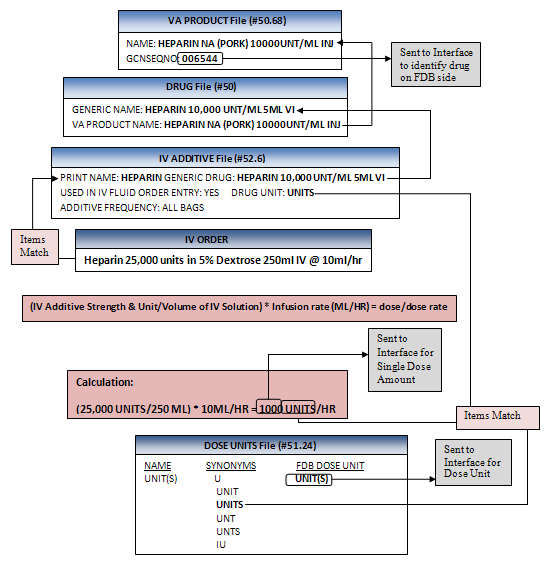 VA PRODUCT File (#50.68)
NAME: HEPARIN NA (PORK) 10000UNT/ML INJ
GCNSEQNO: 006544
Sent to Interface
to identify drug
on FDB side
DRUG File (#50)
GENERIC NAME: HEPARIN 10,000 UNT/ML 5ML VI
VA PRODUCT NAME: HEPARIN NA (PORK) 10000UNT/ML INJ
IV ADDITIVE File (#52.6)
PRINT NAME: HEPARIN GENERIC DRUG: HEPARIN 10,000 UNT/ML 5ML VI
USED IN IV FLUID ORDER ENTRY: YES DRUG UNIT: UNITS
ADDITIVE FREQUENCY: ALL BAGS
Items
Match
IV ORDER
Heparin 25,000 units in 5% Dextrose 250ml IV @ 10ml/hr
(IV Additive Strength & Unit/Volume of IV Solution) * Infusion rate (ML/HR) = dose/dose rate
Sent to
Interface for
Single Dose
Amount
Calculation:
(25,000 UNITS/250 ML) * 10ML/HR = 1000 UNITS/HR
Items Match
DOSE UNITS File (#51.24)
NAME SYNONYMS FDB DOSE UNIT
UNIT(S) U UNIT(S)
UNIT
UNITS
UNT
UNTS
IU
Sent to
Interface for
Dose Unit